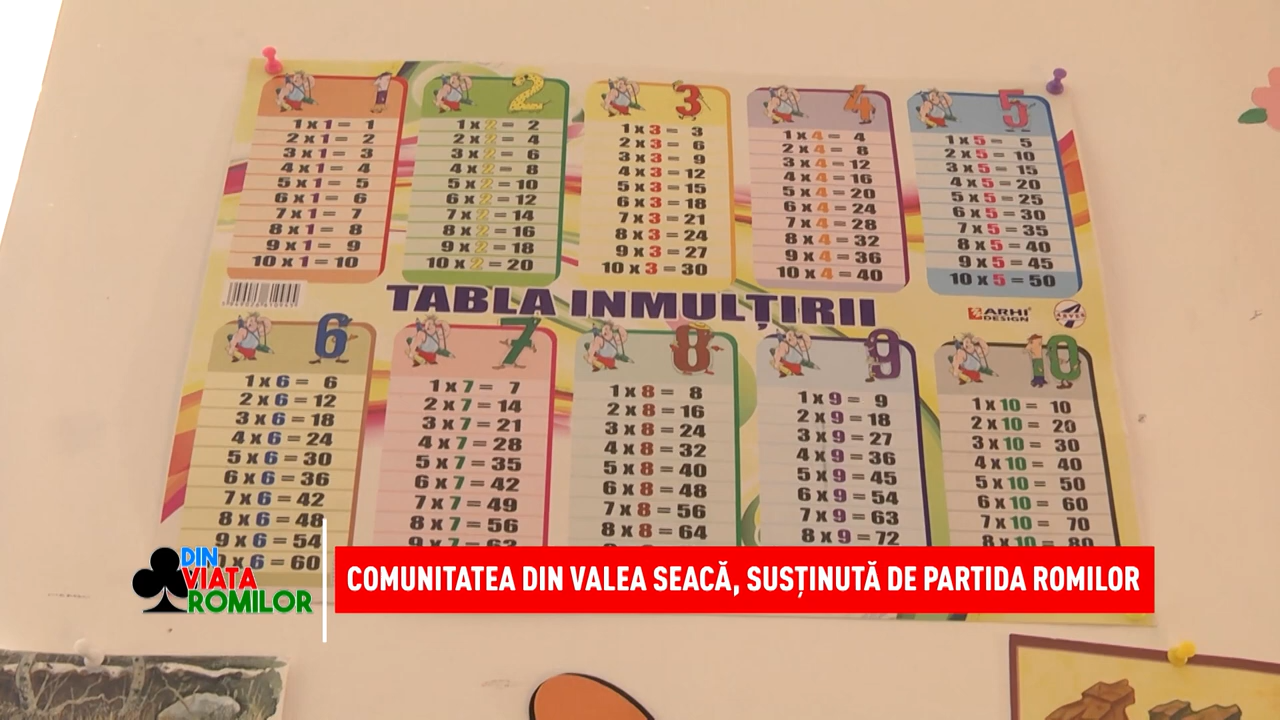 1 2 3 4 5
1 x 1 = 1
2 x 1 = 2
3 x 1 = 3
4 x 1 = 4
5 x 1 = 5
6 x 1 = 6
7 x 1 = 7
8 x 1 = 8
9 x 1 = 9
10 x 1 = 10
1 x 2 = 2
2 x 2 = 4
3 x 2 = 6
4 x 2 = 8
5 x 2 = 10
6 x 2 = 12
7 x 2 = 14
8 x 2 = 16
9 x 2 = 18
10 x 2 = 20
1 x 3 = 3
2 x 3 = 6
3 x 3 = 9
4 x 3 = 12
5 x 3 = 15
6 x 3 = 18
7 x 3 = 21
8 x 3 = 24
9 x 3 = 27
10 x 3 = 30
1 x 4 = 4
2 x 4 = 8
3 x 4 = 12
4 x 4 = 16
5 x 4 = 20
6 x 4 = 24
7 x 4 = 28
8 x 4 = 32
9 x 4 = 36
10 x 4 = 40
1 x 5 = 5
2 x 5 = 10
3 x 5 = 15
4 x 5 = 20
5 x 5 = 25
6 x 5 = 30
7 x 5 = 35
8 x 5 = 40
9 x 5 = 45
10 x 5 = 50
TABLA INMULȚIRII
ARHI
DESIGN
6 7 8 9 10
1 x 6 = 6
2 x 6 = 12
3 x 6 = 18
4 x 6 = 24
5 x 6 = 30
6 x 6 = 36
7 x 6 = 42
8 x 6 = 48
9 x 6 = 54
x 6 = 60
1 x 7 = 7
2 x 7 = 14
3 x 7 = 21
4 x 7 = 28
5 x 7 = 35
6 x 7 = 42
7 x 7 = 49
8 x 7 = 56
9 x 7 = 63
1 x 8 = 8
2 x 8 = 16
3 x 8 = 24
4 x 8 = 32
5 x 8 = 40
6 x 8 = 48
7 x 8 = 56
8 x 8 = 64
1 x 9 = 9
2 x 9 = 18
3 x 9 = 27
4 x 9 = 36
5 x 9 = 45
6 x 9 = 54
7 x 9 = 63
8 x 9 = 72
1 x 10 = 10
2 x 10 = 20
3 x 10 = 30
4 x 10 = 40
5 x 10 = 50
6 x 10 = 60
7 x 10 = 70
8 x 10 = 80
DIN
VIATA
ROMILOR
COMUNITATEA DIN VALEA SEACĂ, SUSȚINUTĂ DE PARTIDA ROMILOR